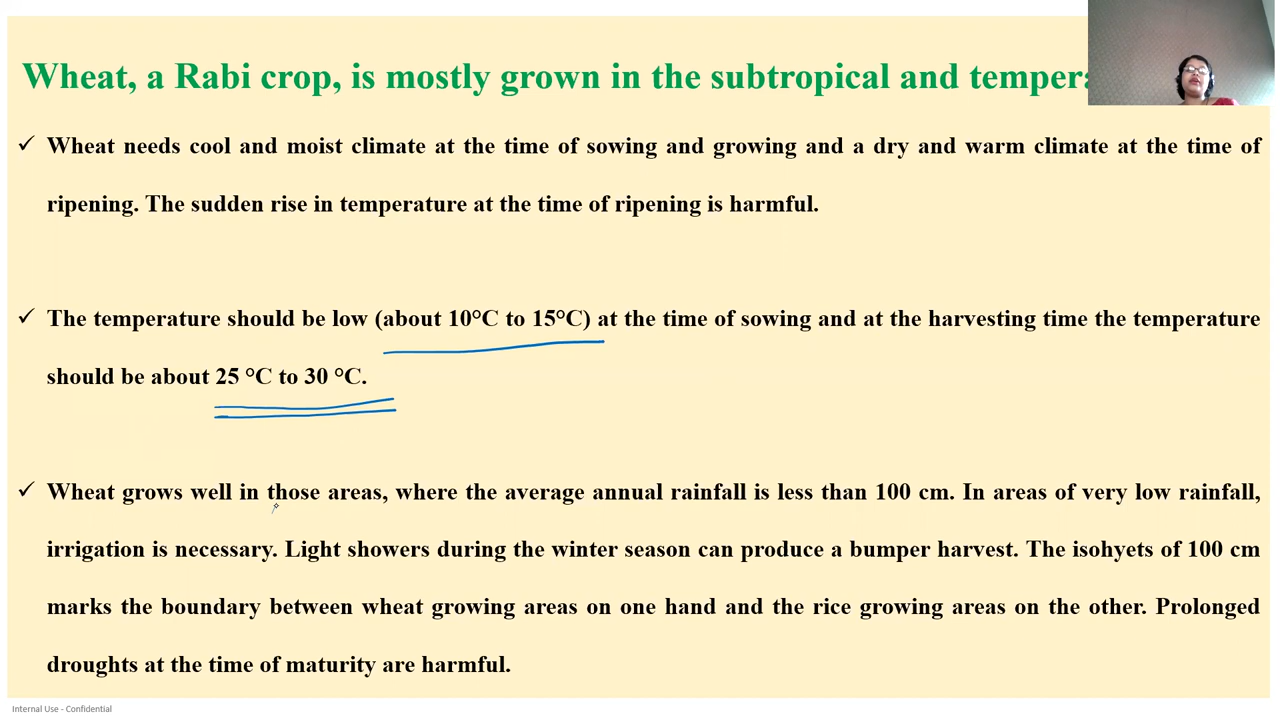 Wheat, a Rabi crop, is mostly grown in the subtropical and
✓ Wheat needs cool and moist climate at the time of sowing and growing and a dry and warm climate at the time of
ripening. The sudden rise in temperature at the time of ripening is harmful.
✓ The temperature should be low (about 10°C to 15°C) at the time of sowing and at the harvesting time the temperature
should be about 25 °C to 30 °C.
✓ Wheat grows well in those areas, where the average annual rainfall is less than 100 cm. In areas of very low rainfall,
irrigation is necessary. Light showers during the winter season can produce a bumper harvest. The isohyets of 100 cm
marks the boundary between wheat growing areas on one hand and the rice growing areas on the other. Prolonged
droughts at the time of maturity are harmful.
Internal Use - Confidential